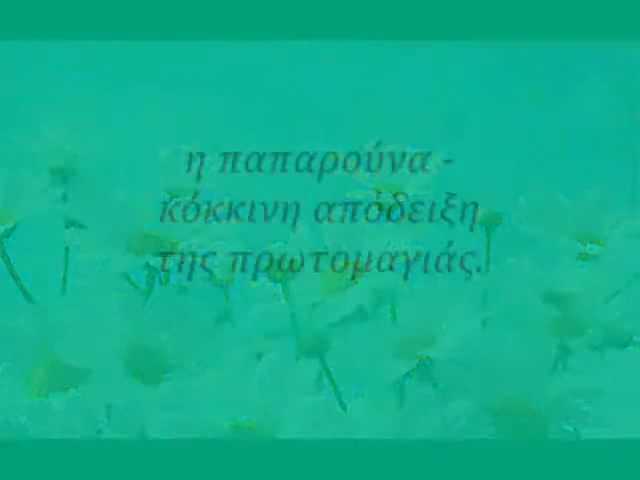 η παπαρούνα -
κόκκινη απόδειξη
της πρωτομαγιάς.